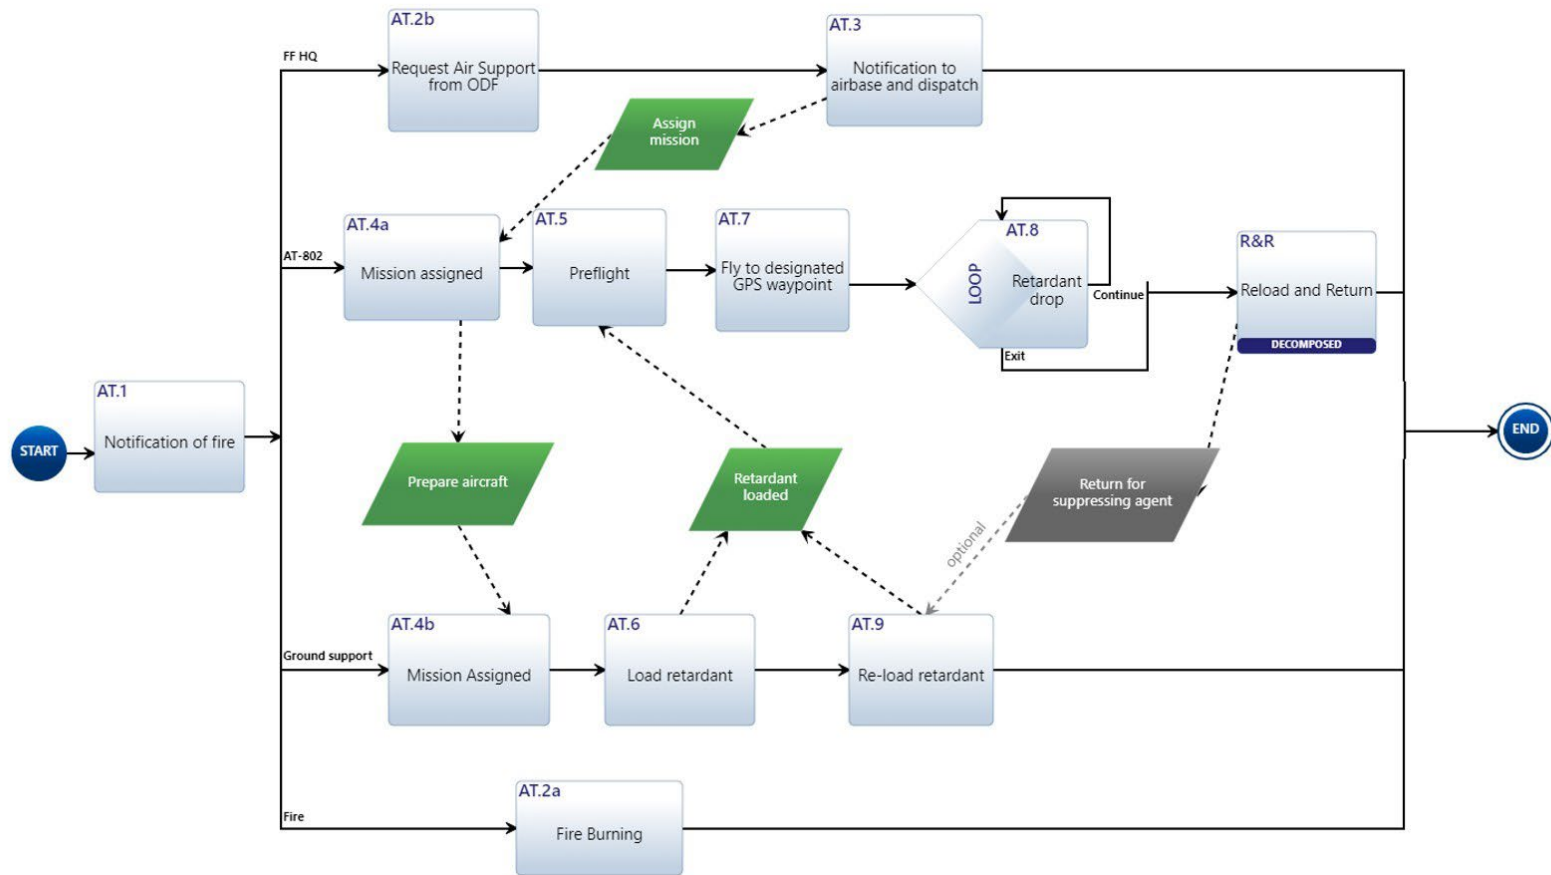 AT.2b
Request Air Support
from ODF
AT.3
Notification to
airbase and dispatch
FF HQ
Assign
mission
AT.4a
Mission assigned
AT.5
Preflight
AT.7
Fly to designated
GPS waypoint
LOOP
AT.8
Retardant
drop
Continue
Exit
R&R
Reload and Return
DECOMPOSED
AT-802
START
AT.1
Notification of fire
Prepare aircraft
Retardant
loaded
Return for
suppressing agent
optional
END
Ground support
AT.4b
Mission Assigned
AT.6
Load retardant
AT.9
Re-load retardant
Fire
AT.2a
Fire Burning